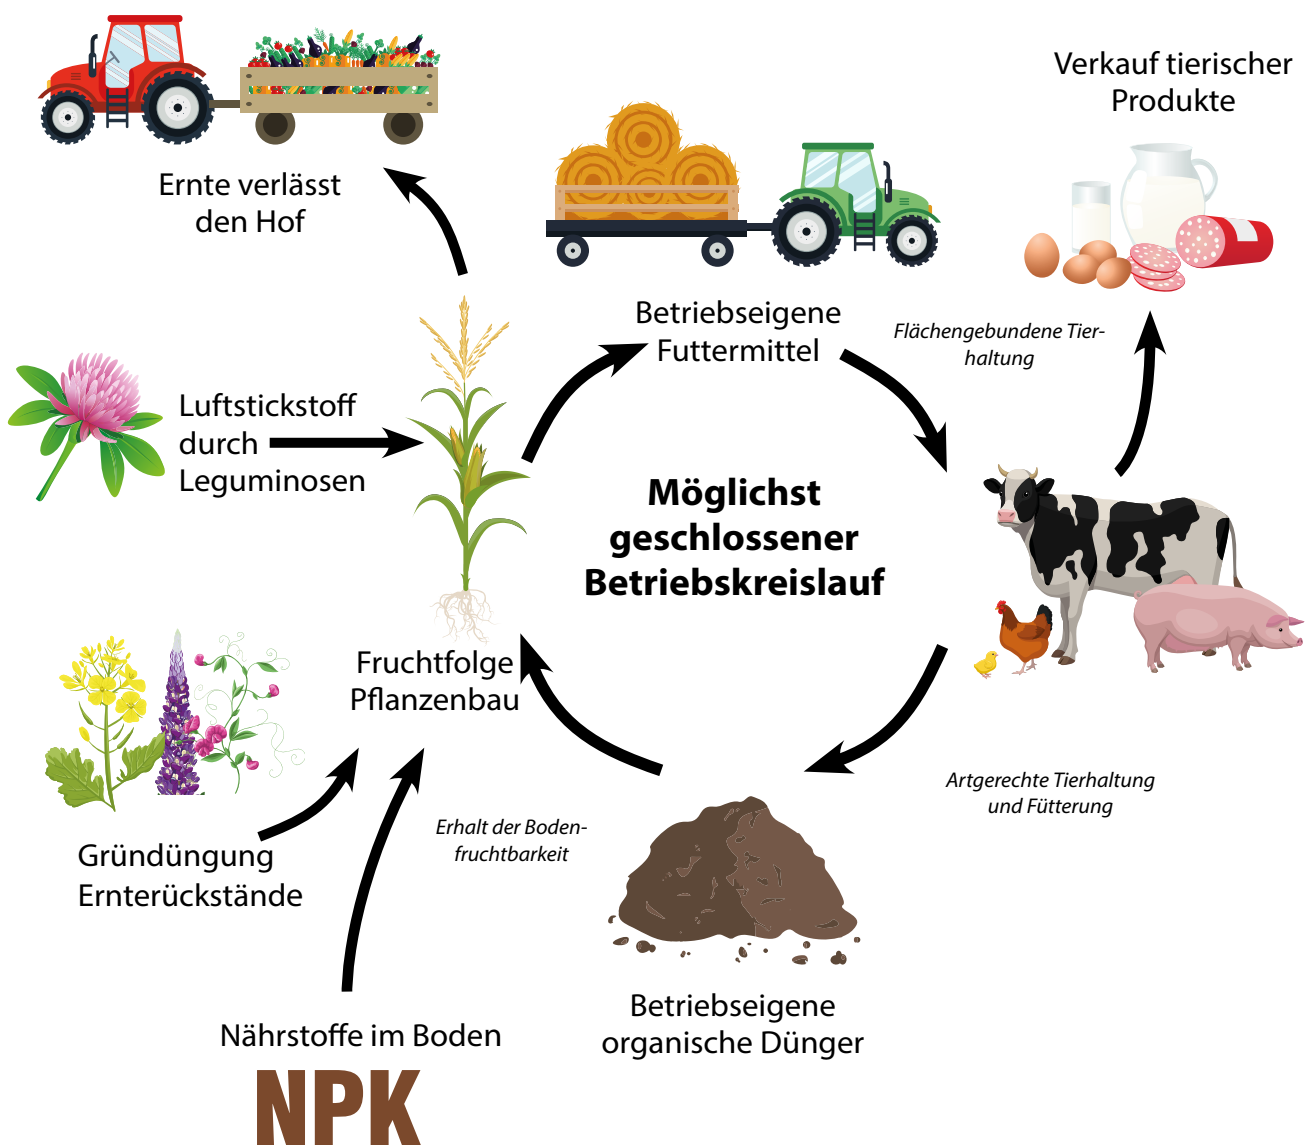 Verkauf tierischer
Produkte
Ernte verlässt
den Hof
Betriebseigene
Futtermittel
Flächengebundene Tier-
haltung
Luftstickstoff
durch
Leguminosen
Möglichst
geschlossener
Betriebskreislauf
Fruchtfolge
Pflanzenbau
Artgerechte Tierhaltung
und Fütterung
Erhalt der Boden-
fruchtbarkeit
Gründüngung
Ernterückstände
Betriebseigene
organische Dünger
Nährstoffe im Boden
NPK